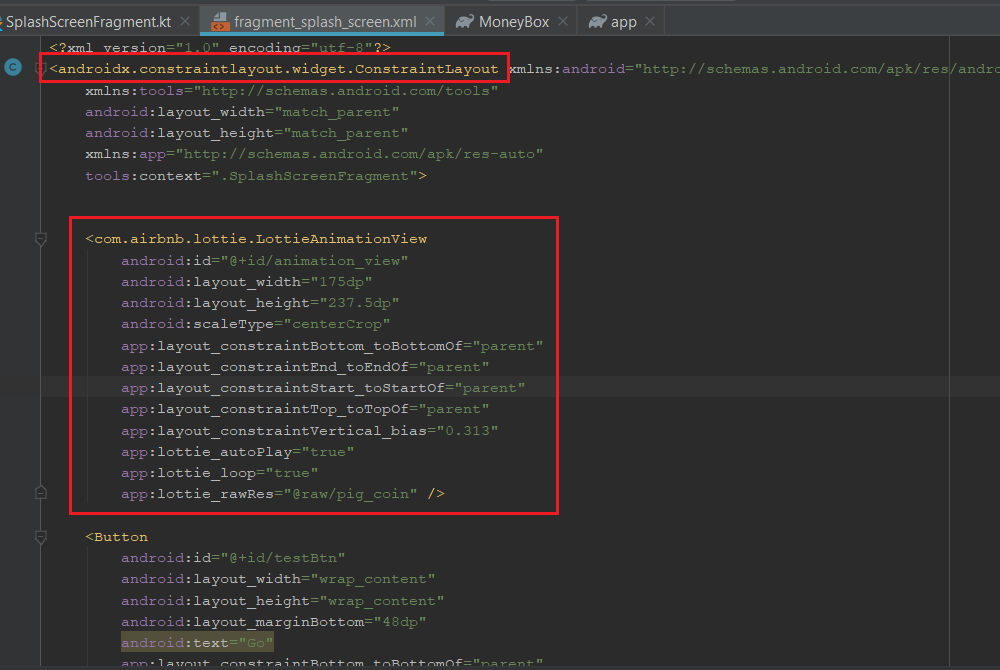 SplashScreenFragment.kt × fragment_splash_screen.xml × MoneyBox × app ×
<?xml version="1.0" encoding="utf-8"?>
C <androidx.constraintlayout.widget.ConstraintLayout xmlns:android="http://schemas.android.com/apk/res/andro
xmlns:tools="http://schemas.android.com/tools"
android:layout_width="match_parent"
android:layout_height="match_parent"
xmlns:app="http://schemas.android.com/apk/res-auto"
tools:context=".SplashScreenFragment">
<com.airbnb.lottie.LottieAnimationView
android:id="@+id/animation_view"
android:layout_width="175dp"
android:layout_height="237.5dp"
android:scaleType="centerCrop"
app:layout_constraintBottom_toBottomOf="parent"
app:layout_constraintEnd_toEndOf="parent"
app:layout_constraintStart_toStartOf="parent"
app:layout_constraintTop_toTopOf="parent"
app:layout_constraintVertical_bias="0.313"
app:lottie_autoPlay="true"
app:lottie_loop="true"
app:lottie_rawRes="@raw/pig_coin" />
<Button
android:id="@+id/testBtn"
android:layout_width="wrap_content"
android:layout_height="wrap_content"
android:layout_marginBottom="48dp"
android:text="Go"
app:layout_constraintBottom_toBottomOf="parent"